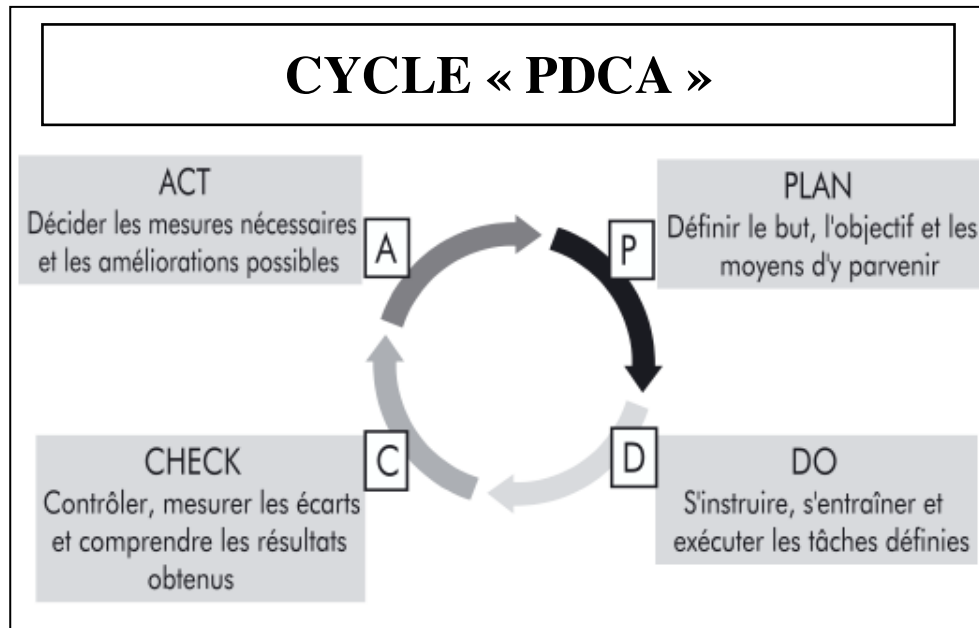 CYCLE « PDCA »
ACT
Décider les mesures nécessaires
et les améliorations possibles
A
P
PLAN
Définir le but, l'objectif et les
moyens d'y parvenir
CHECK
Contrôler, mesurer les écarts
et comprendre les résultats
obtenus
C
D
DO
S'instruire, s'entraîner et
exécuter les tâches définies